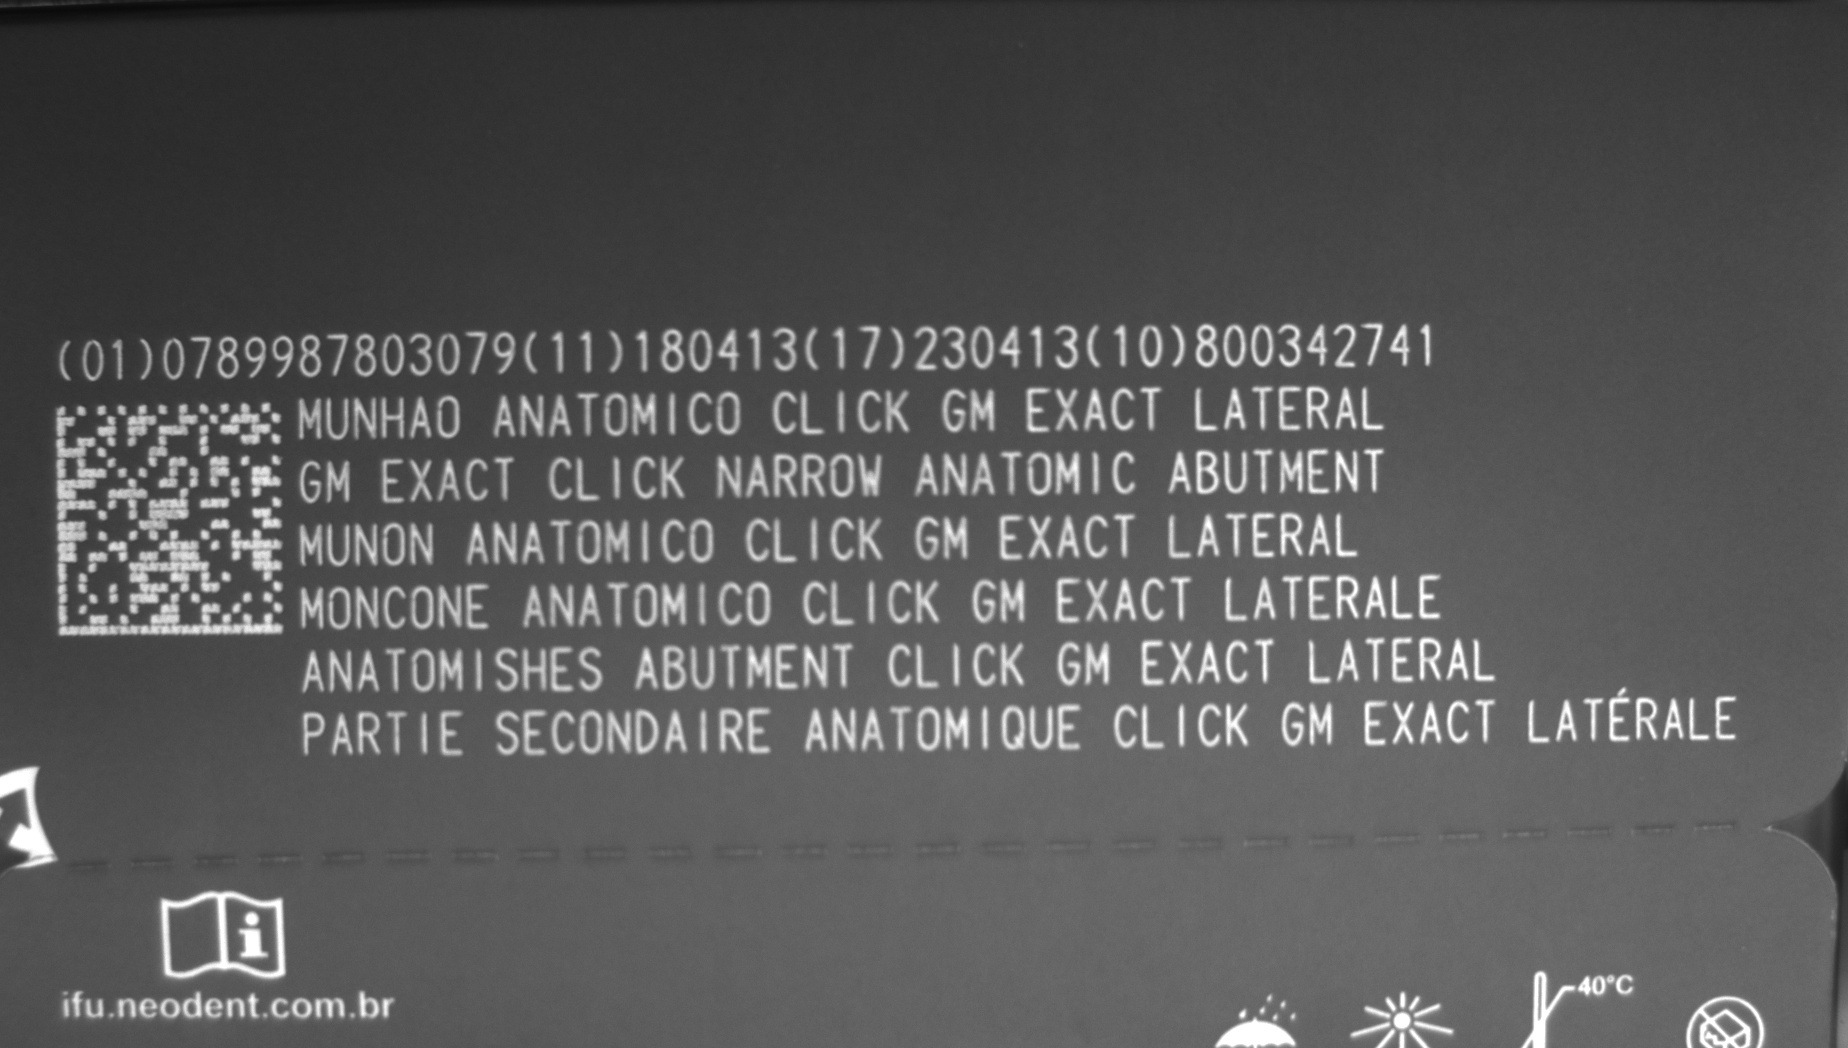 (01)0789987803079(11)180413(17)230413(10)800342741
MUNHAO ANATOMICO CLICK GM EXACT LATERAL
GM EXACT CLICK NARROW ANATOMIC ABUTMENT
MUNON ANATOMICO CLICK GM EXACT LATERAL
MONCONE ANATOMICO CLICK GM EXACT LATERALE
ANATOMISHES ABUTMENT CLICK GM EXACT LATERAL
PARTIE SECONDAIRE ANATOMIQUE CLICK GM EXACT LATÉRALE
ifu.neodent.com.br
40°C